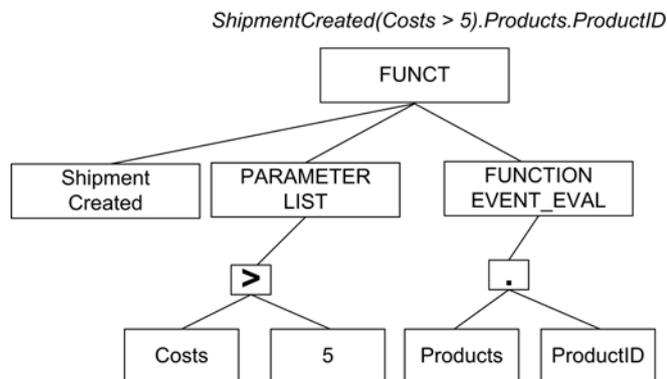 ShipmentCreated(Costs > 5).Products.ProductID
FUNCT
Shipment
Created
PARAMETER
LIST
FUNCTION
EVENT_EVAL
>
.
Costs
5
Products
ProductID